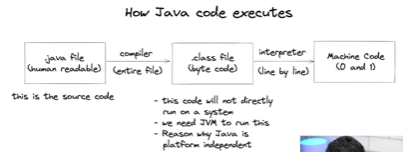 How Java code executes
java file
(human readable)
compiler
(entire file)
.class file
(byte code)
interpreter
(line by line)
Machine Code
(0 and 1)
this is the source code
- this code will not directly
run on a system
- we need JVM to run this
- Reason why Java is
platform independent